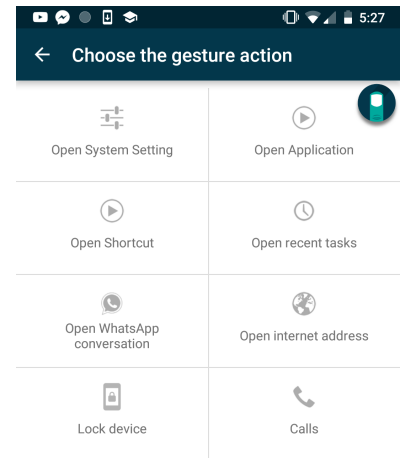 5:27
Choose the gesture action
Open System Setting
Open Application
Open Shortcut
Open recent tasks
Open WhatsApp
conversation
Open internet address
Lock device
Calls